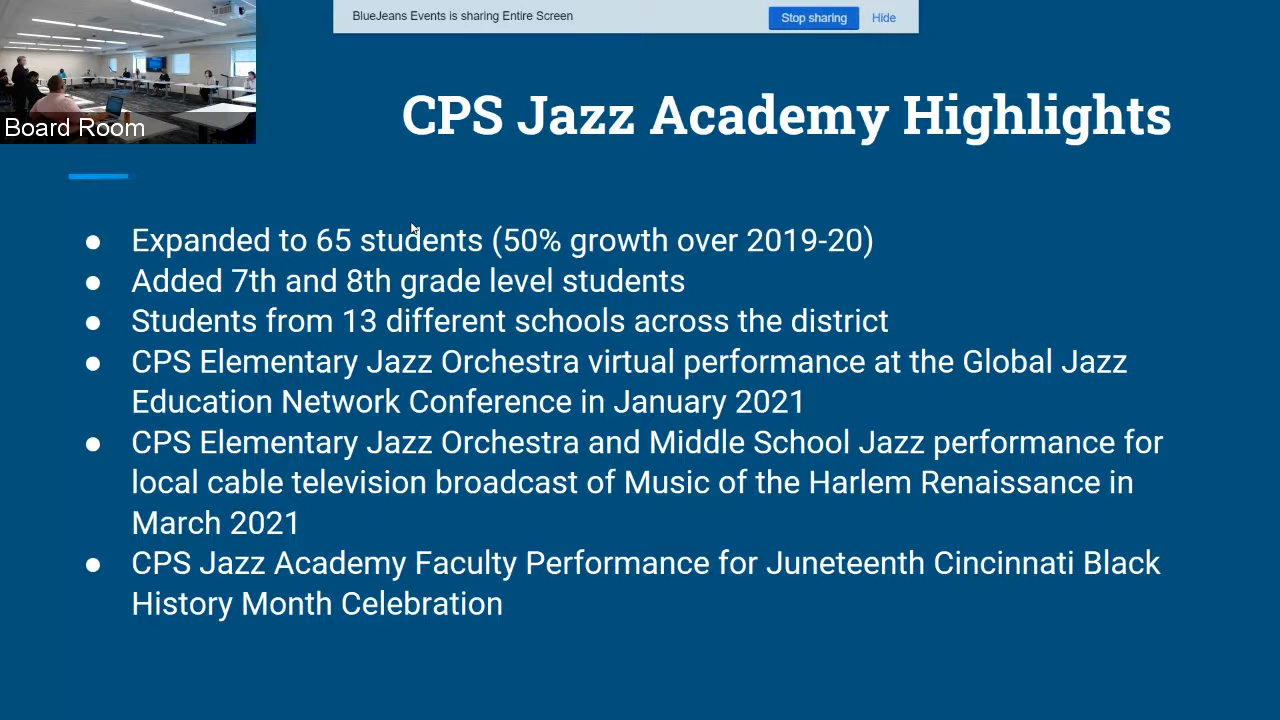 BlueJeans Events is sharing Entire Screen
Stop sharing
Hide
Board Room
CPS Jazz Academy Highlights
● Expanded to 65 students (50% growth over 2019-20)
● Added 7th and 8th grade level students
● Students from 13 different schools across the district
● CPS Elementary Jazz Orchestra virtual performance at the Global Jazz
Education Network Conference in January 2021
● CPS Elementary Jazz Orchestra and Middle School Jazz performance for
local cable television broadcast of Music of the Harlem Renaissance in
March 2021
● CPS Jazz Academy Faculty Performance for Juneteenth Cincinnati Black
History Month Celebration